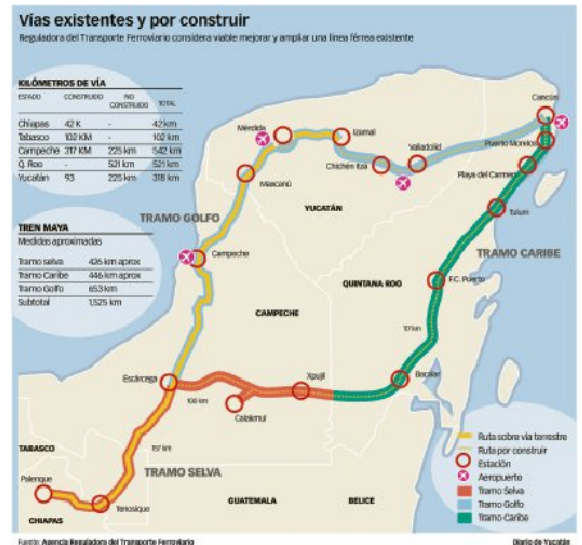 Vías existentes y por construir
Reguladora del Transporte Ferroviario considera viable mejorar y ampliar una línea férrea existente
KILÓMETROS DE VÍA
ESTADO CONSTRUIDO NO CONSTRUIDO TOTAL
Chiapas 42 K - 42 km
Tabasco 102 KM - 102 km
Campeche 317 KM 225 km 542 km
Q. Roo - 521 km 521 km
Yucatán 93 225 km 318 km
TREN MAYA
Medidas aproximadas
Tramo selva 426 km aprox
Tramo Caribe 446 km aprox
Tramo Golfo 653 km
Subtotal 1,525 km
Cancún
Mérida
Izamal
Valladolid
Puerto Morelos
Chichén Itza
Playa del Carmen
Maxcanú
YUCATÁN
Tulum
TRAMO GOLFO
TRAMO CARIBE
Campeche
QUINTANA ROO
F.C. Puerto
CAMPECHE
Escárcega
Xpujil
Bacalar
Calakmul
TABASCO
TRAMO SELVA
Palenque
Tenosique
CHIAPAS
GUATEMALA
BELICE
Ruta sobre vía terrestre
Ruta por construir
Estación
Aeropuerto
Tramo Selva
Tramo Golfo
Tramo Caribe
Fuente: Agencia Reguladora del Transporte Ferroviario
Diario de Yucatán